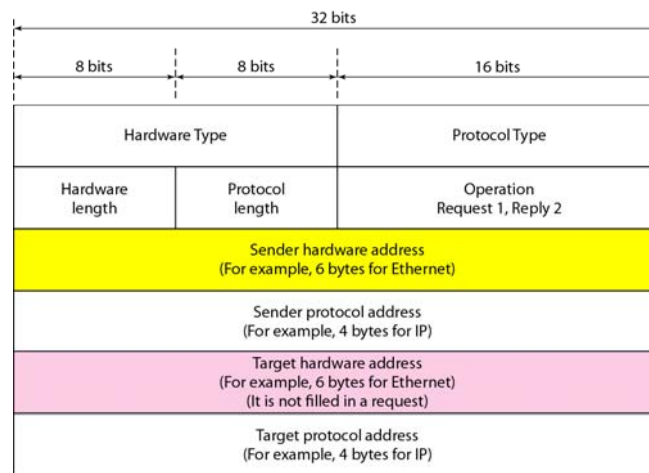 32 bits
8 bits
8 bits
16 bits
Hardware Type
Protocol Type
Hardware
length
Protocol
length
Operation
Request 1, Reply 2
Sender hardware address
(For example, 6 bytes for Ethernet)
Sender protocol address
(For example, 4 bytes for IP)
Target hardware address
(For example, 6 bytes for Ethernet)
(It is not filled in a request)
Target protocol address
(For example, 4 bytes for IP)